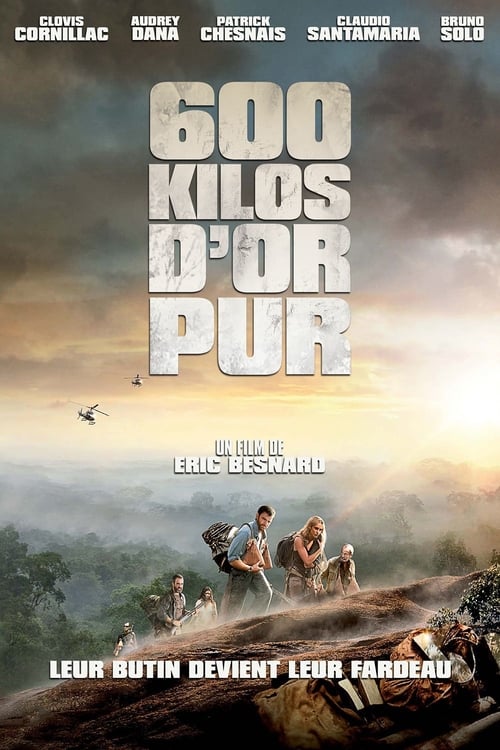 CLOVIS CORNILLAC
AUDREY DANA
PATRICK CHESNAIS
CLAUDIO SANTAMARIA
BRUNO SOLO
600
KILOS
D'OR
PUR
UN FILM DE
ERIC BESNARD
LEUR BUTIN DEVIENT LEUR FARDEAU